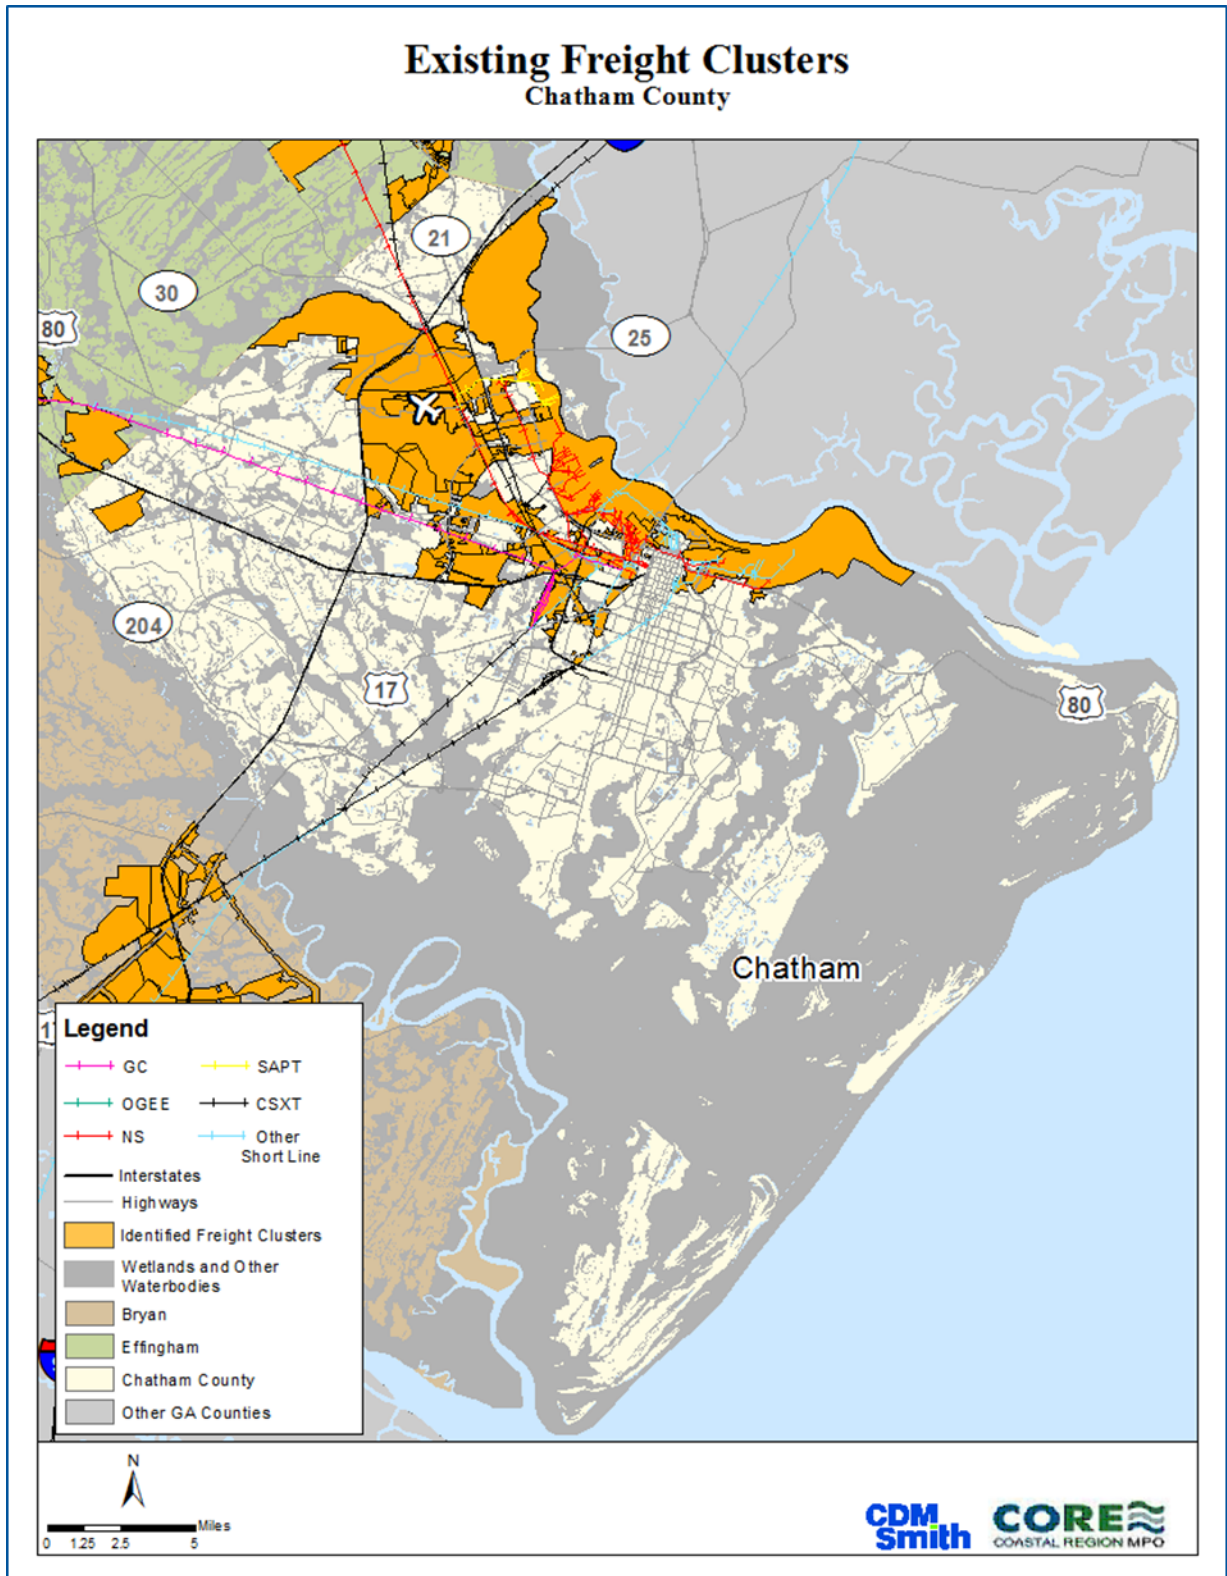 Existing Freight Clusters
Chatham County
21
30
80
25
204
17
80
Chatham
1
Legend
GC
SAPT
OGEE
CSXT
NS
Other
Short Line
Interstates
Highways
Identified Freight Clusters
Wetlands and Other
Waterbodies
Bryan
Effingham
Chatham County
Other GA Counties
N
Miles
0 1.25 2.5 5
CDM
Smith
CORE
COASTAL REGION MPO